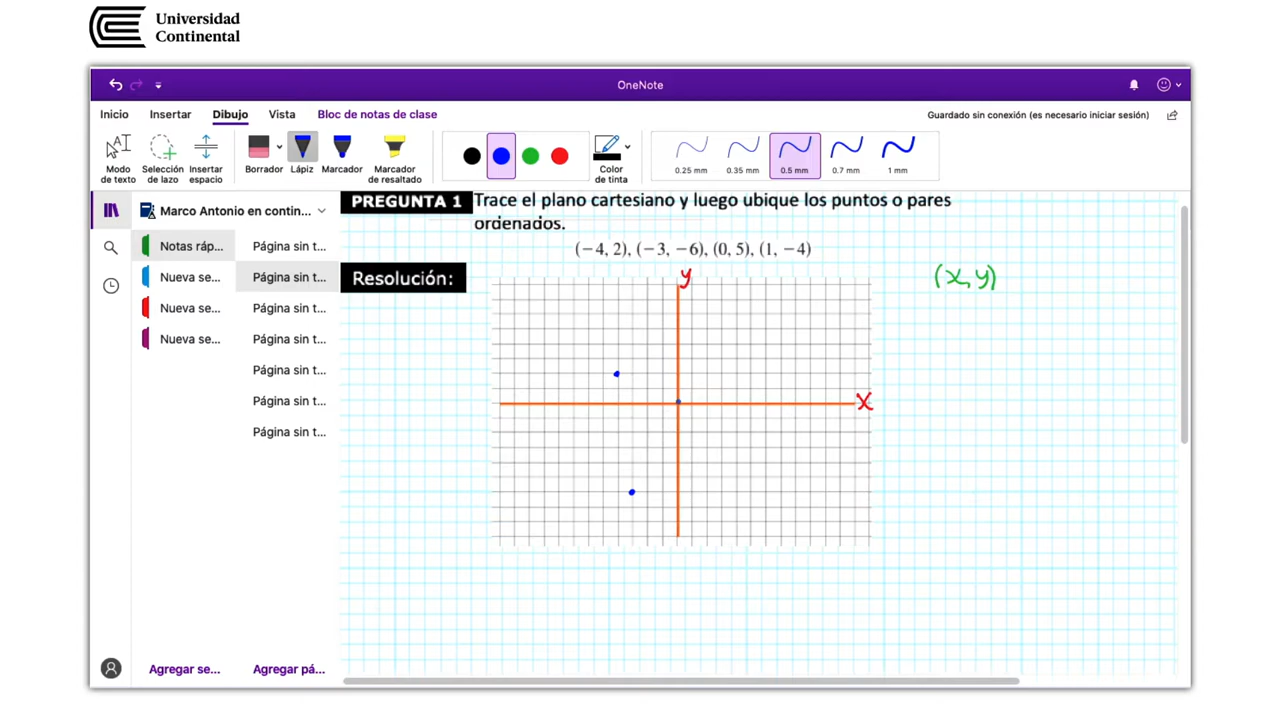 Universidad
Continental
OneNote
Inicio Insertar Dibujo Vista Bloc de notas de clase
Guardado sin conexión (es necesario iniciar sesión)
Modo de texto
Selección de lazo
Insertar espacio
Borrador
Lápiz
Marcador
Marcador de resaltado
Color de tinta
0.25 mm
0.35 mm
0.5 mm
0.7 mm
1 mm
Marco Antonio en contin...
Notas ráp...
Nueva se...
Nueva se...
Nueva se...
Página sin t...
Página sin t...
Página sin t...
Página sin t...
Página sin t...
Página sin t...
Página sin t...
Agregar se...
Agregar pá...
PREGUNTA 1 Trace el plano cartesiano y luego ubique los puntos o pares
ordenados.
(−4, 2), (−3, −6), (0, 5), (1, −4)
Resolución:
y
(x, y)
x